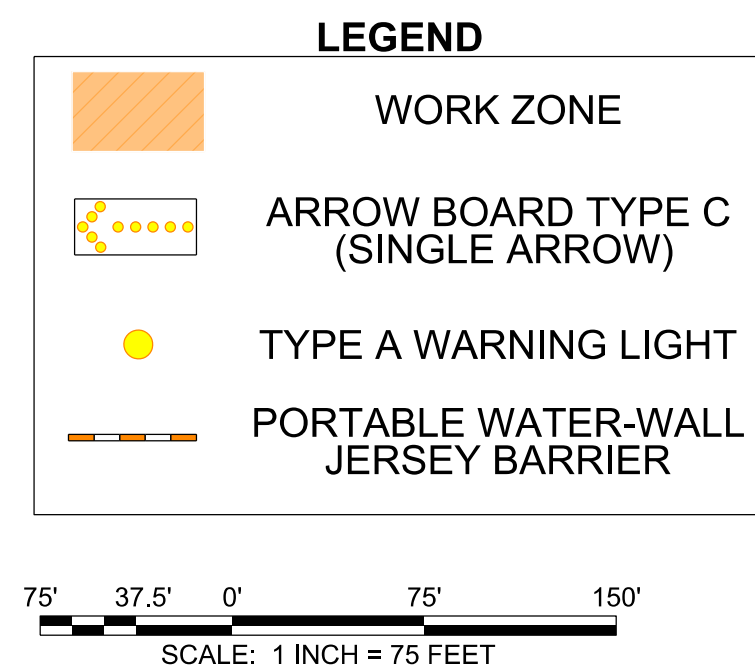 LEGEND
WORK ZONE
ARROW BOARD TYPE C
(SINGLE ARROW)
TYPE A WARNING LIGHT
PORTABLE WATER-WALL
JERSEY BARRIER
75' 37.5' 0' 75' 150'
SCALE: 1 INCH = 75 FEET